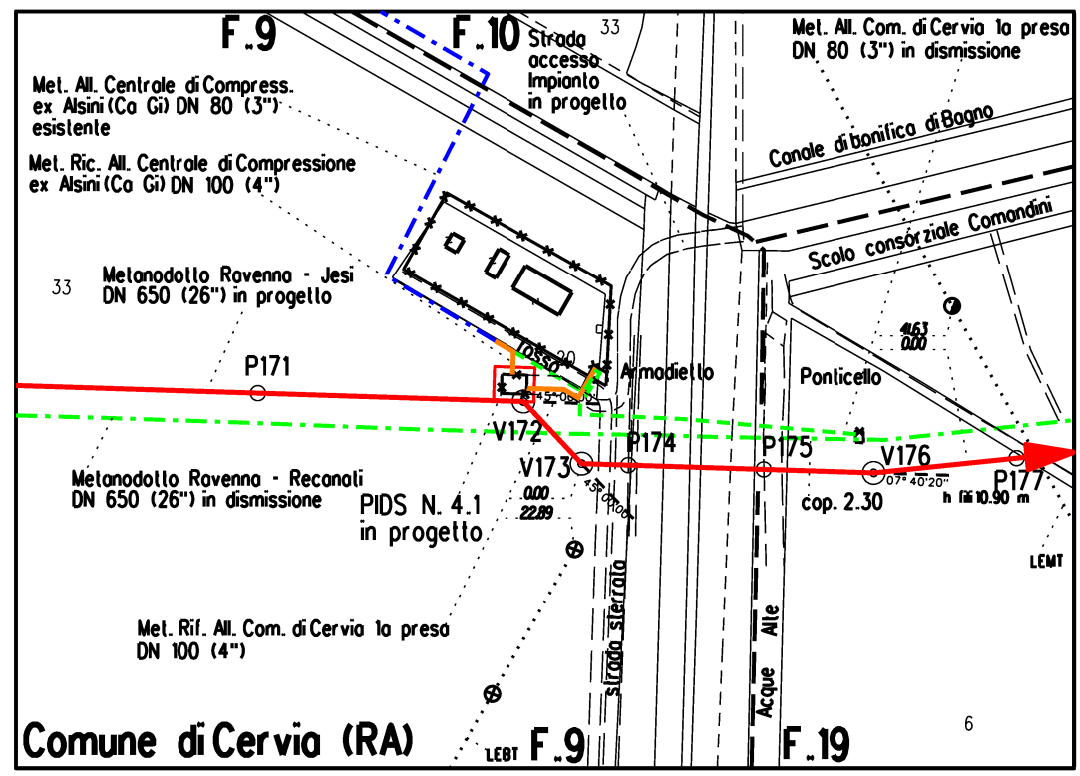 F..9
F..10
33
Strada
accesso
Impianto
in progetto
Met. All. Com. di Cervia 1a presa
DN 80 (3") in dismissione
Met. All. Centrale di Compress.
ex Alsini (Ca Gi) DN 80 (3")
esistente
Met. Ric. All. Centrale di Compressione
ex Alsini (Ca Gi) DN 100 (4")
Canale di bonifica di Bagno
Scolo consorziale Comandini
33
Metanodotto Ravenna - Jesi
DN 650 (26") in progetto
41.63
0.00
fosso
20
P171
Armadietto
Ponticello
V172
V173
P174
P175
V176
P177
07° 40'20"
45° 00'00"
Metanodotto Ravenna - Recanati
DN 650 (26") in dismissione
0.00
22.89
PIDS N. 4.1
in progetto
cop. 2..30
10.90 m
LEMT
strada sterrata
Acque Alte
Met. Rif. All. Com. di Cervia 1a presa
DN 100 (4")
6
Comune di Cervia (RA)
LEBT
F..9
F..19